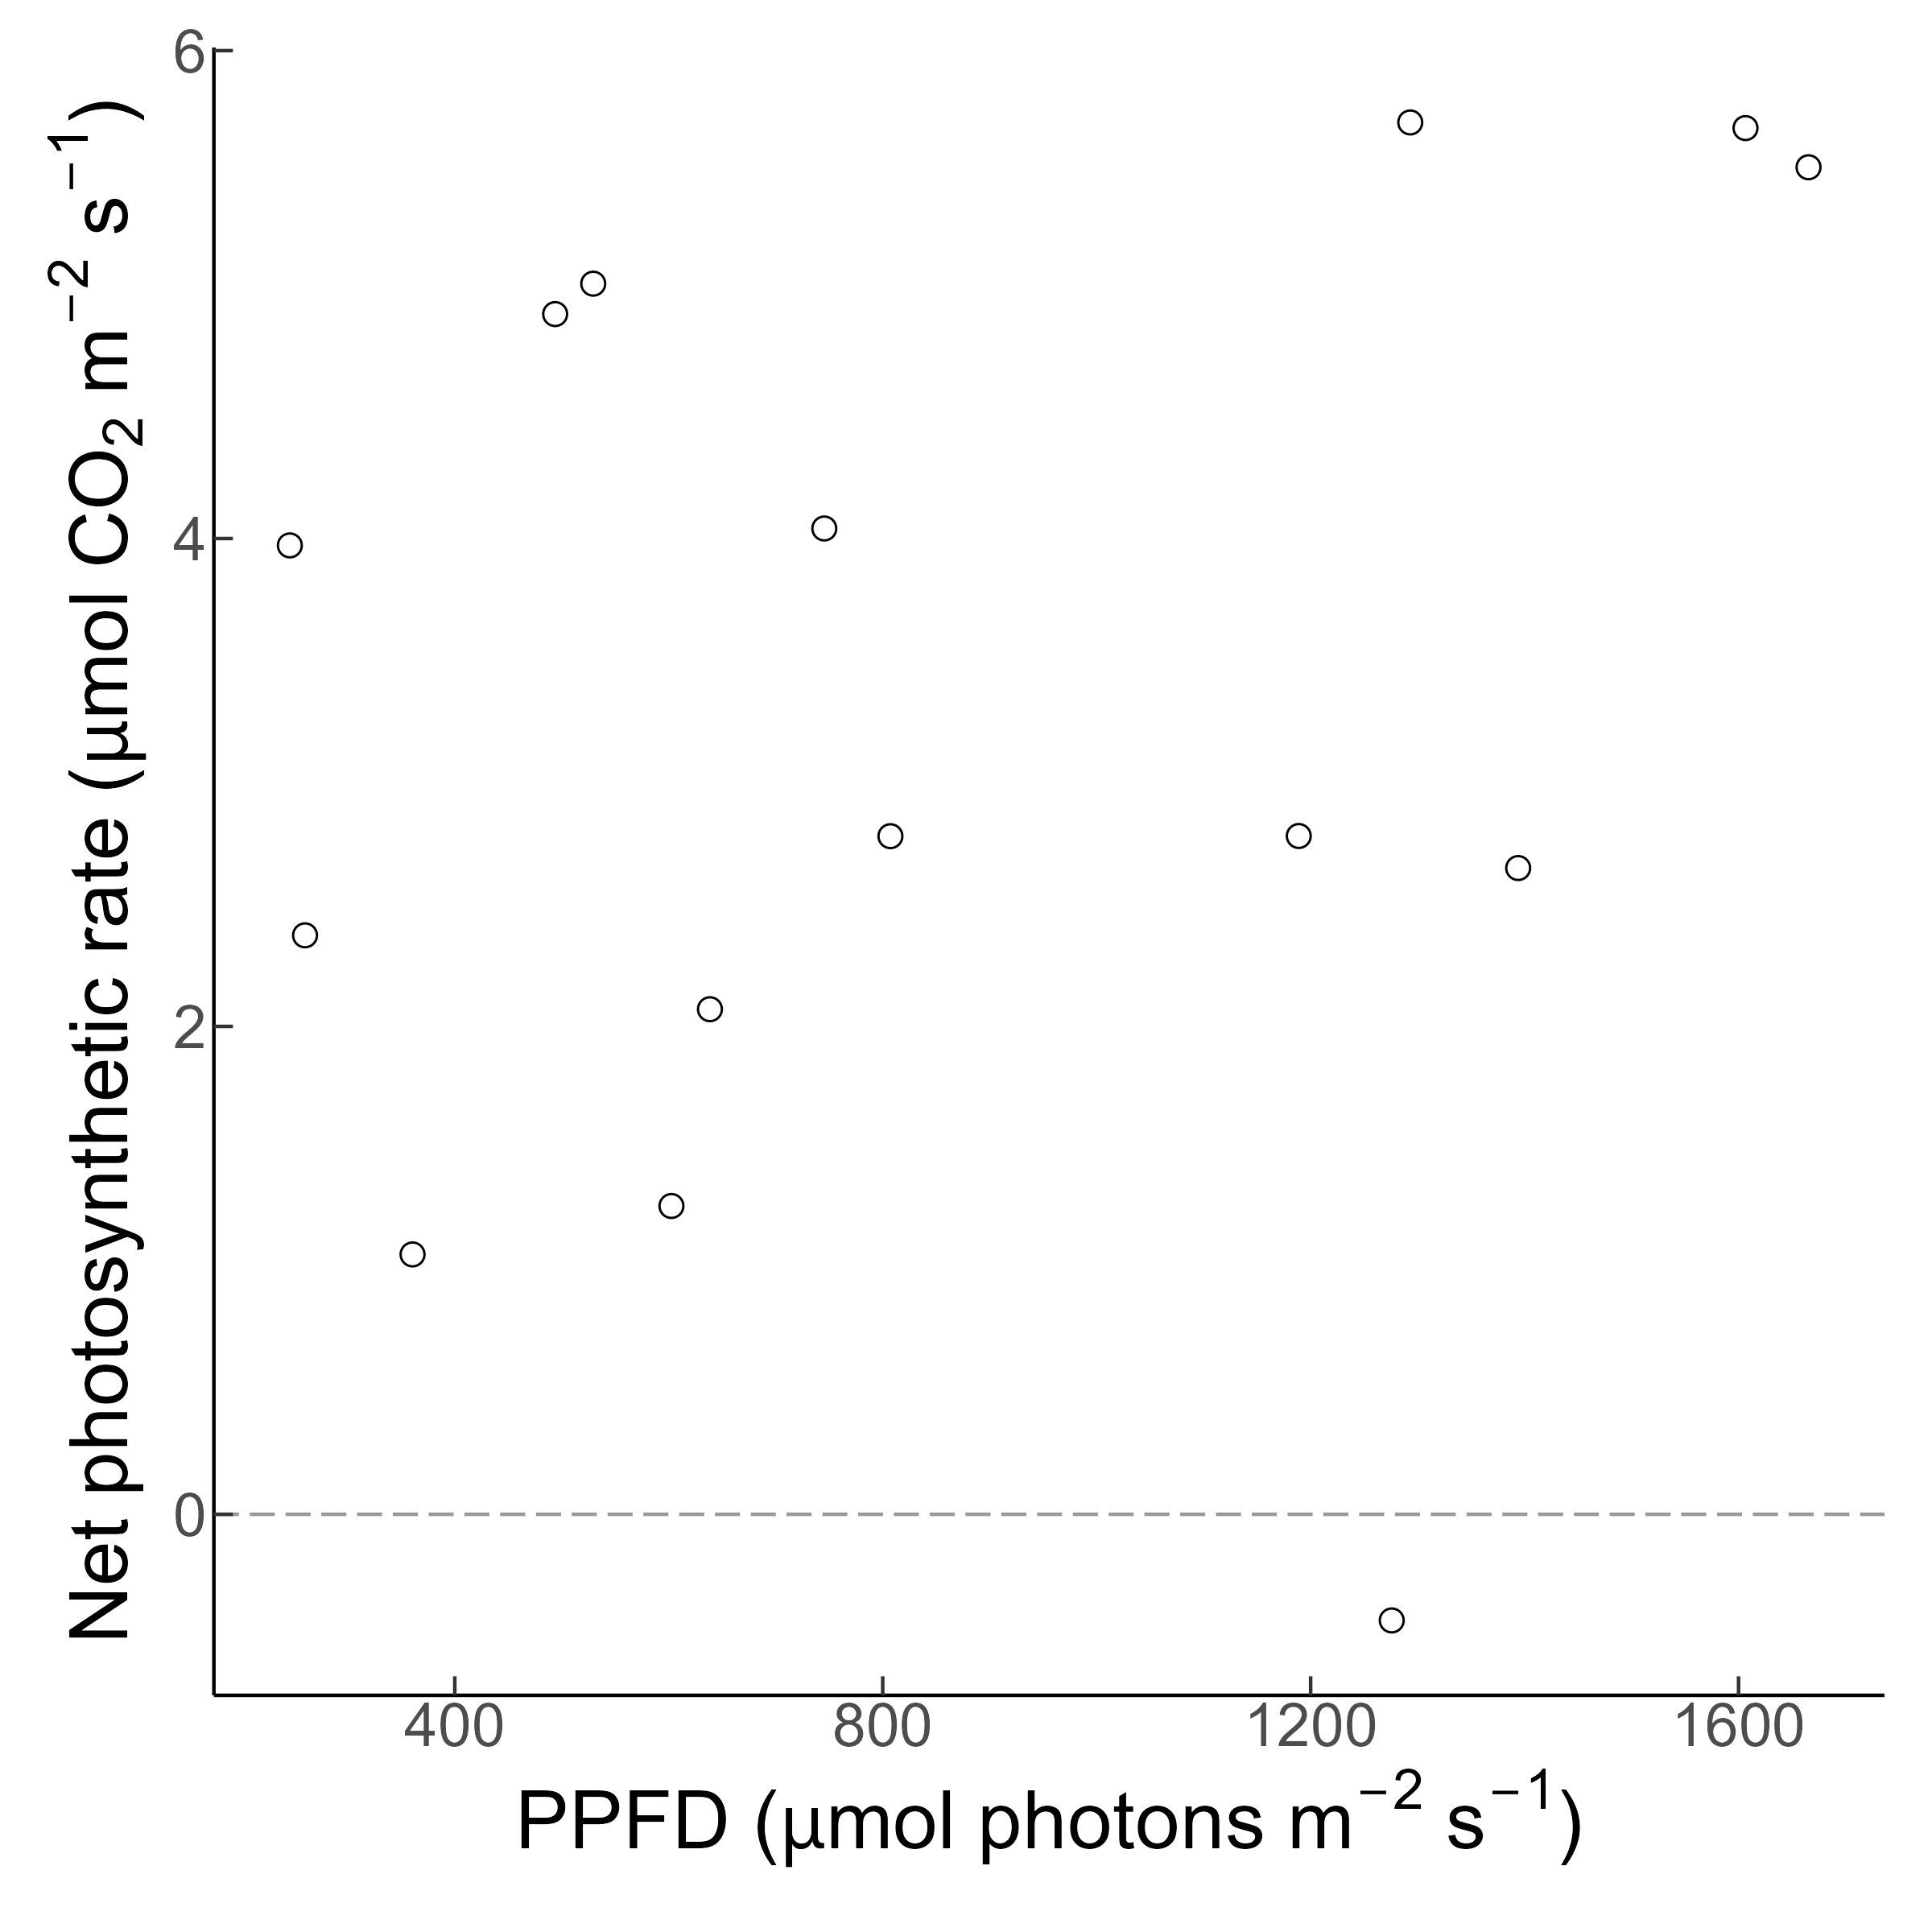 Net photosynthetic rate (µmol CO₂ m⁻² s⁻¹)
6
4
2
0
400 800 1200 1600
PPFD (µmol photons m⁻² s⁻¹)